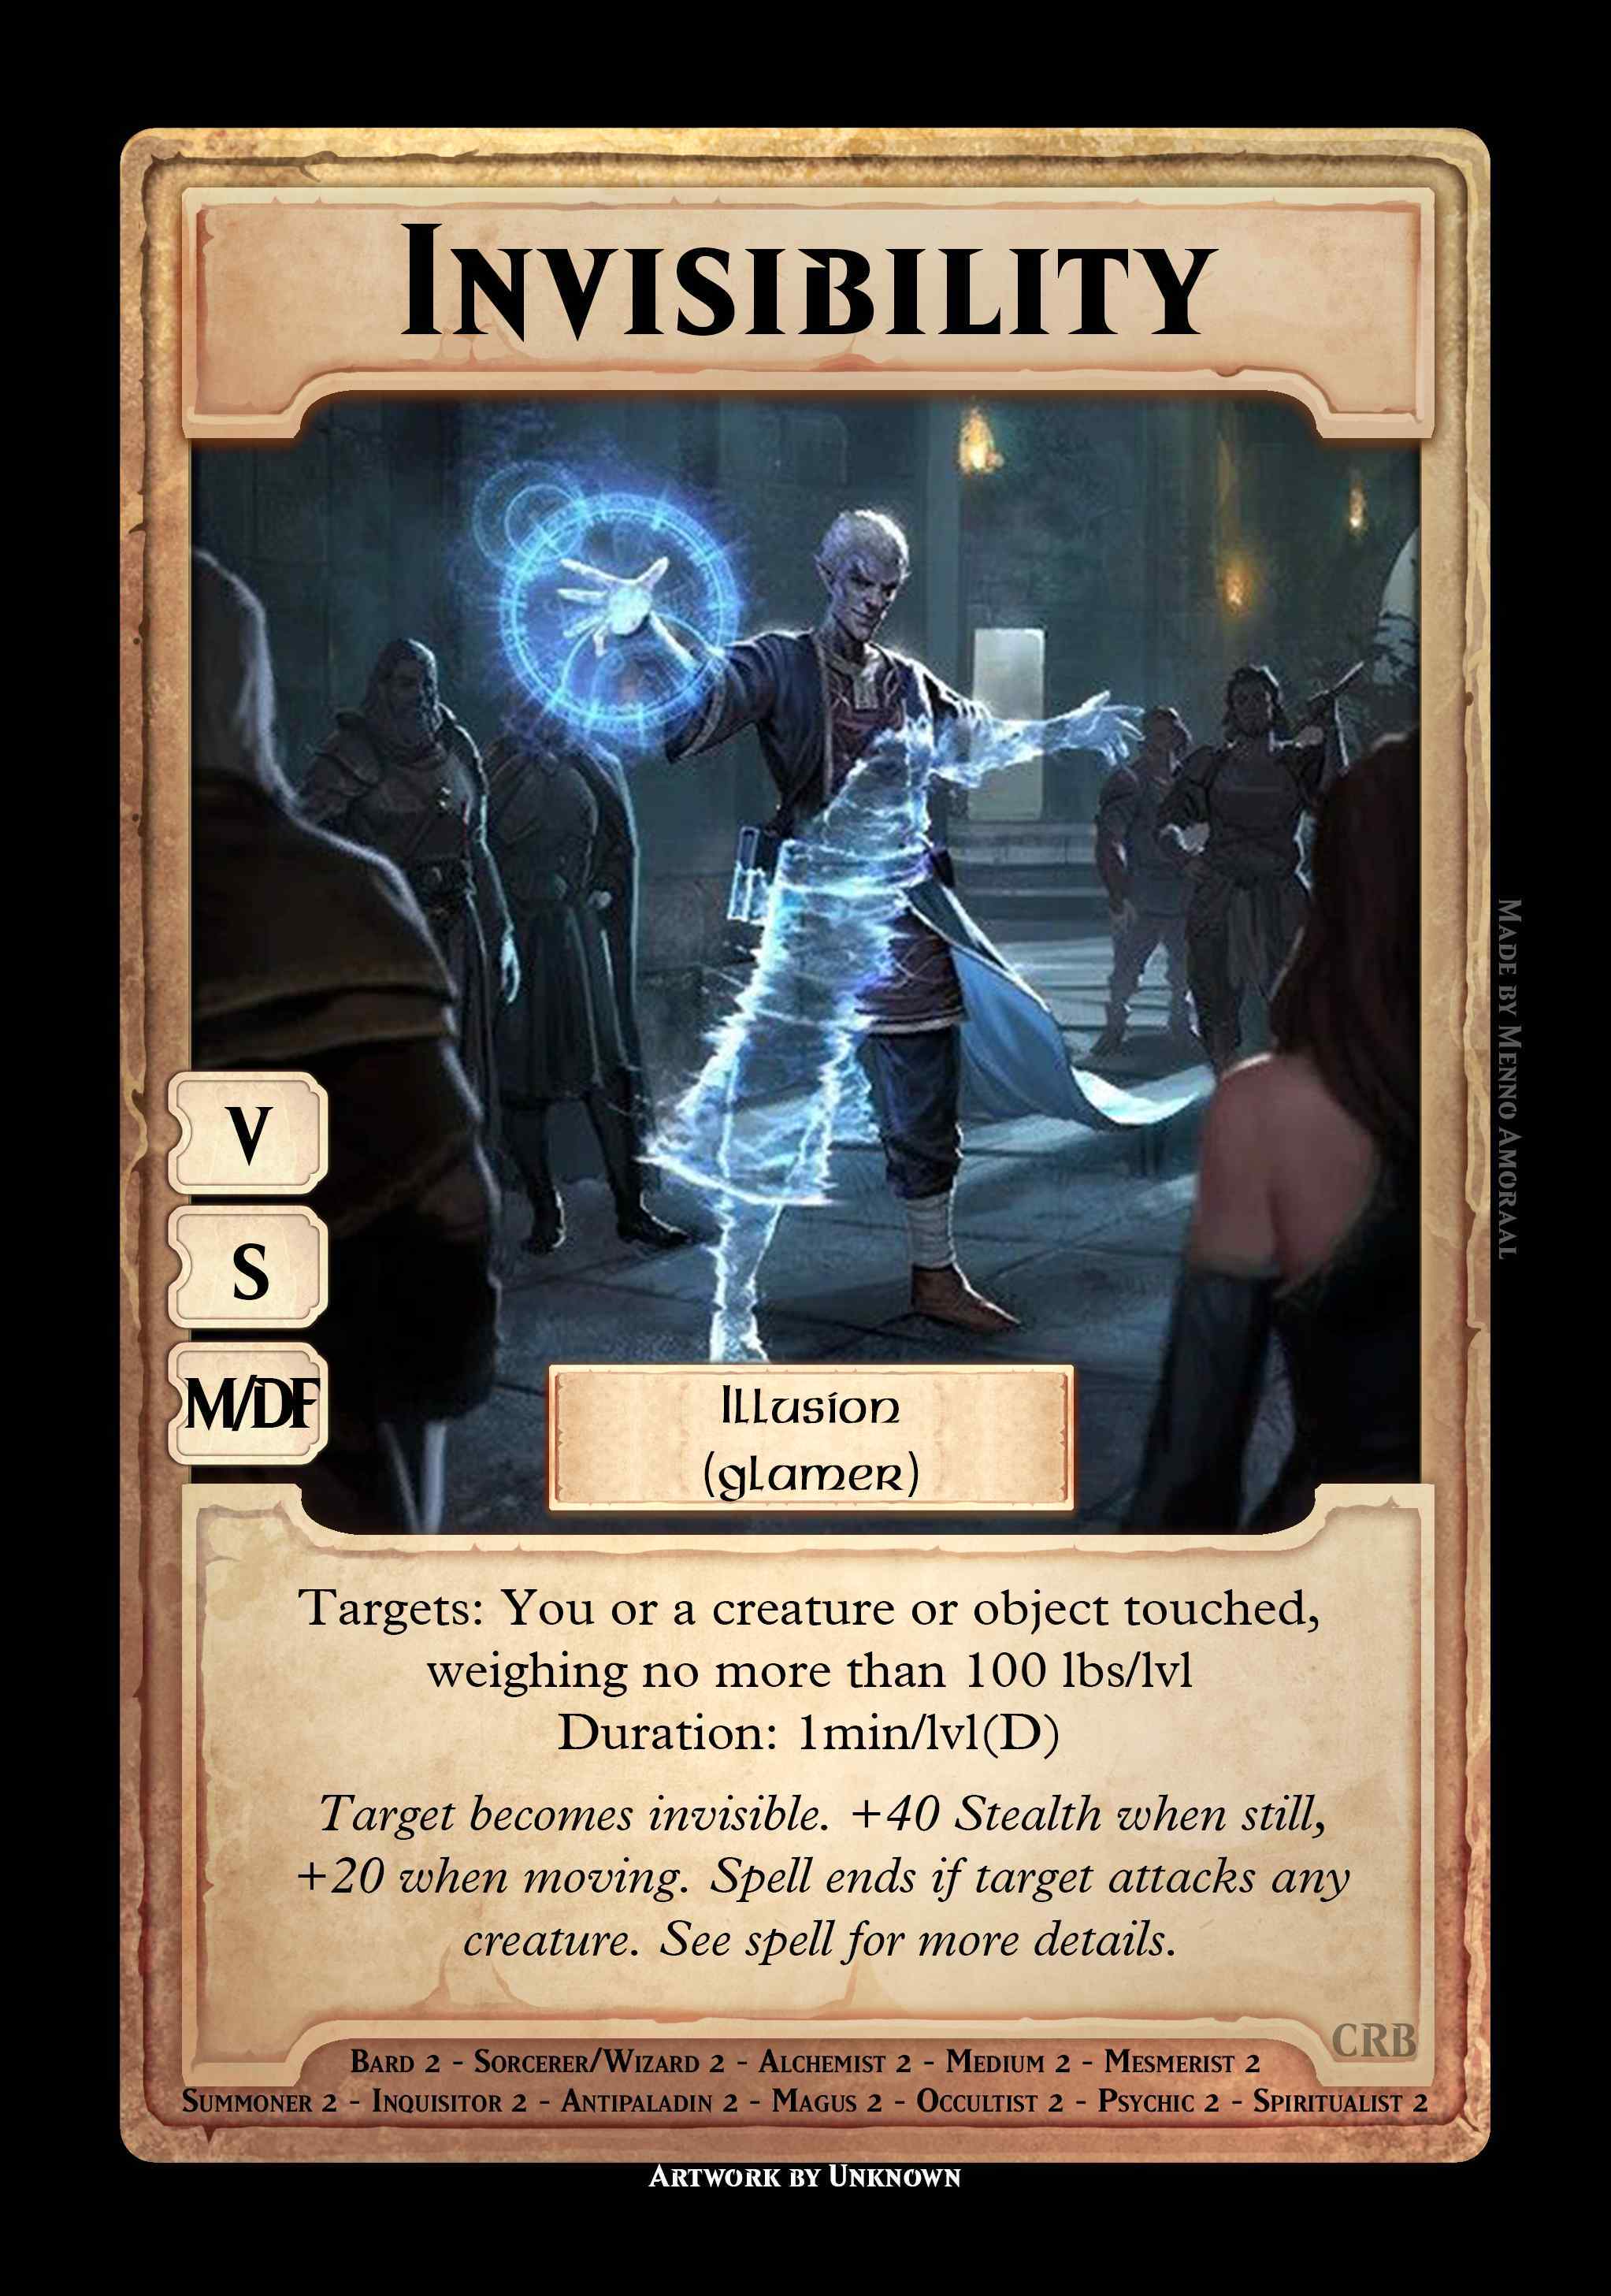 Invisibility
Made by Menno Amoraal
V
S
M/DF
Illusion
(glamer)
Targets: You or a creature or object touched,
weighing no more than 100 lbs/lvl
Duration: 1min/lvl(D)
Target becomes invisible. +40 Stealth when still,
+20 when moving. Spell ends if target attacks any
creature. See spell for more details.
CRB
Bard 2 - Sorcerer/Wizard 2 - Alchemist 2 - Medium 2 - Mesmerist 2
Summoner 2 - Inquisitor 2 - Antipaladin 2 - Magus 2 - Occultist 2 - Psychic 2 - Spiritualist 2
Artwork by Unknown